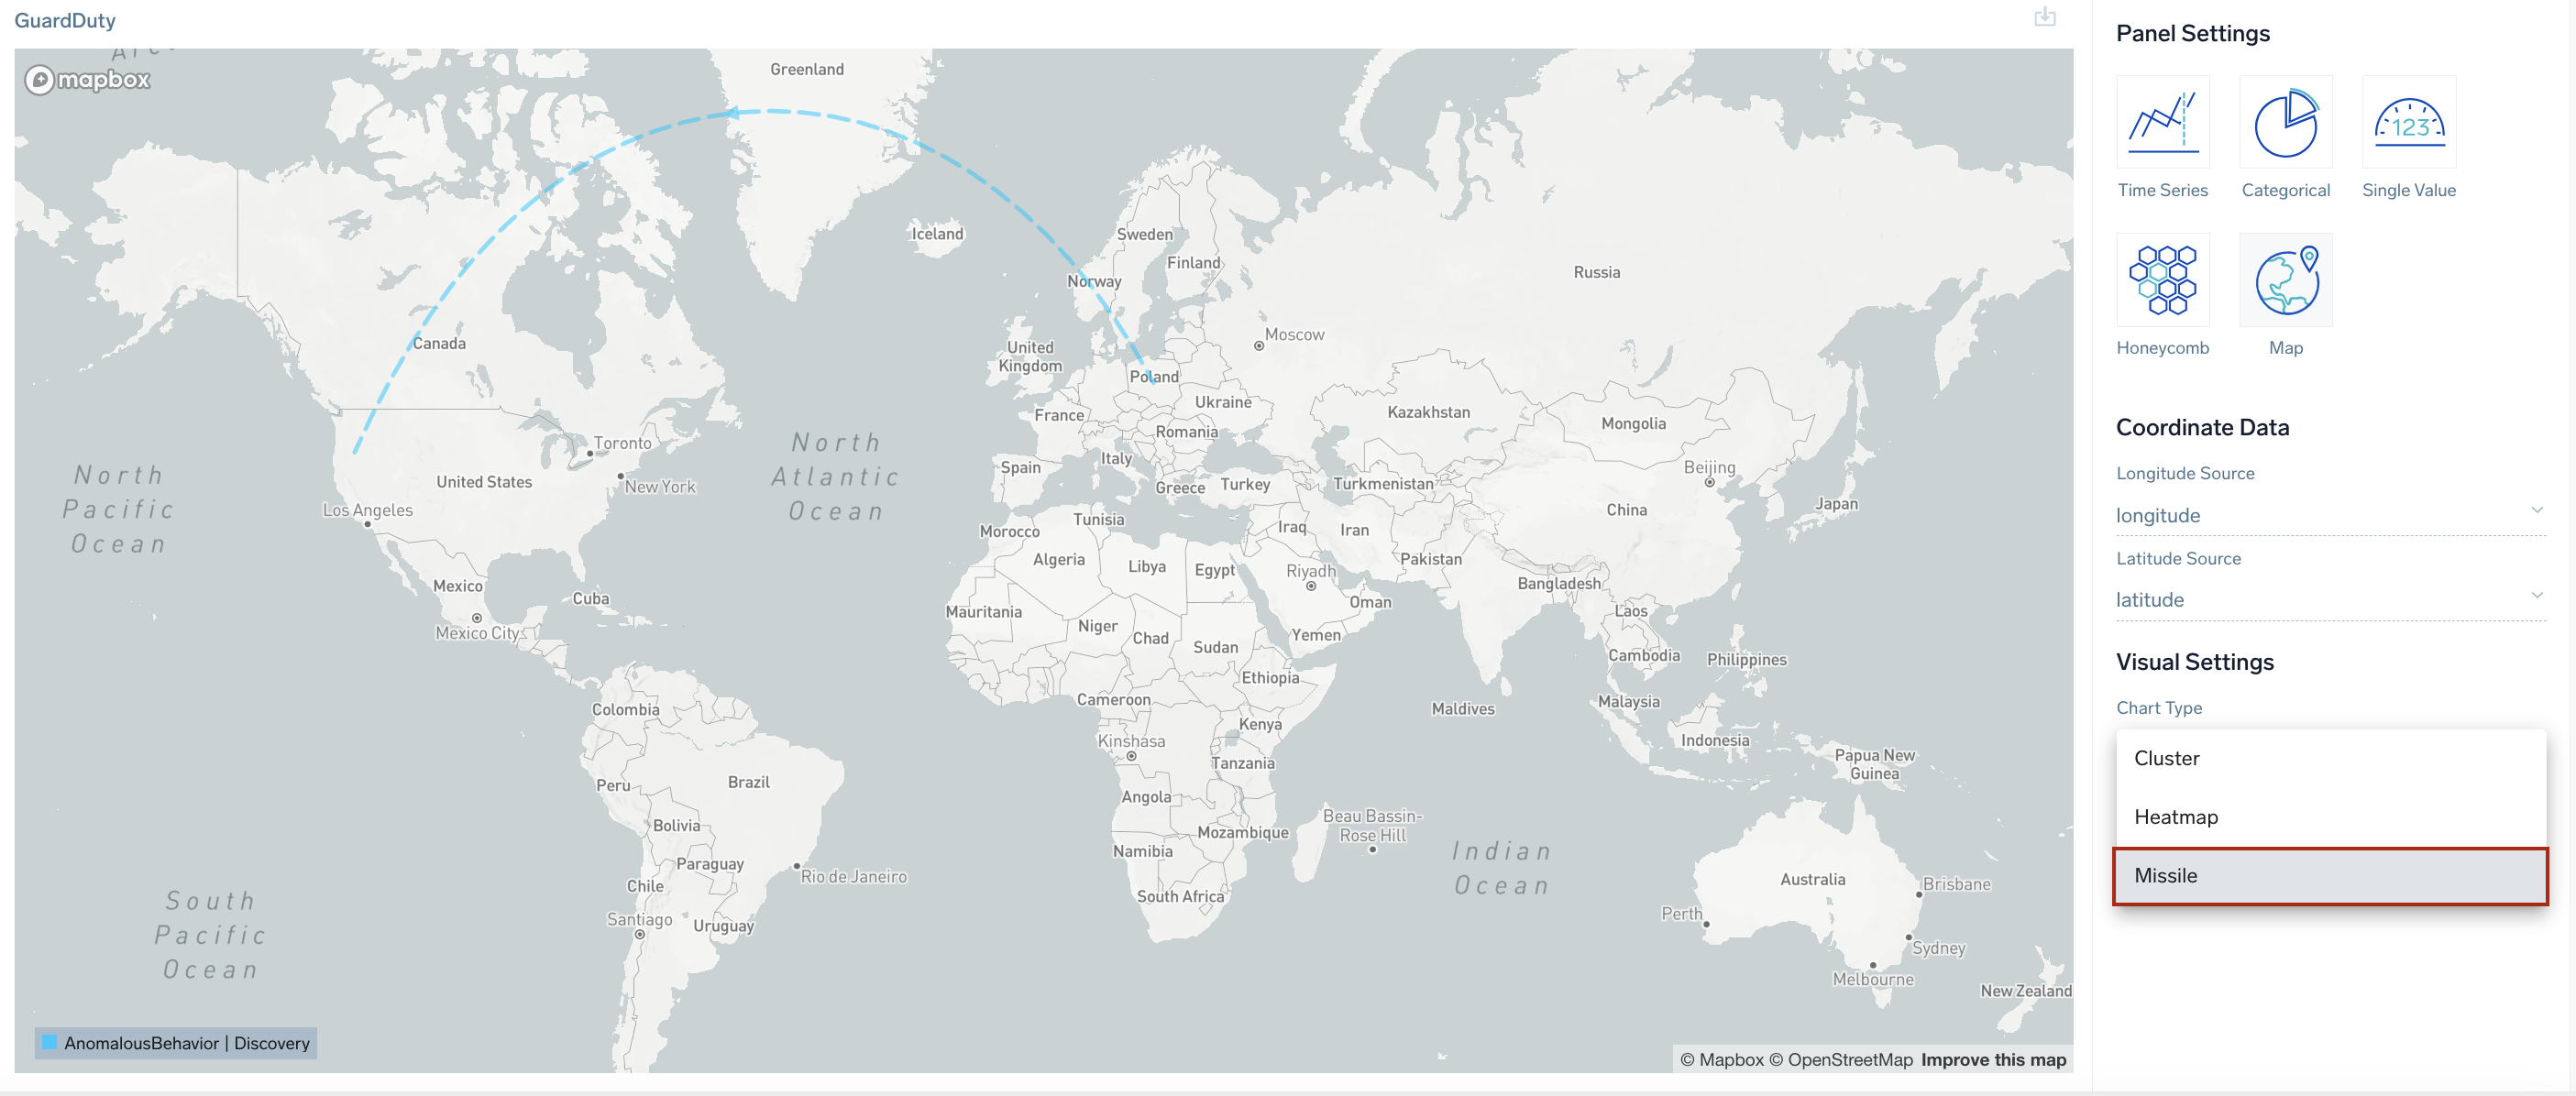 GuardDuty
mapbox
Greenland
Iceland
Sweden
Finland
Norway
Russia
Moscow
United
Kingdom
Canada
Poland
Ukraine
France
Kazakhstan
Mongolia
Romania
Toronto
North
Atlantic
Ocean
North
Pacific
Ocean
United States
New York
Los Angeles
Spain
Italy
Greece
Turkey
Turkmenistan
Beijing
China
Japan
Morocco
Tunisia
Algeria
Libya
Egypt
Iraq
Iran
Pakistan
Riyadh
Bangladesh
Oman
Laos
Mexico
Mexico City
Cuba
Mauritania
Niger
Chad
Sudan
Yemen
Cambodia
Philippines
Ethiopia
Colombia
Cameroon
Kenya
Kinshasa
Maldives
Malaysia
Indonesia
Papua New
Guinea
Tanzania
Peru
Brazil
Angola
Bolivia
Mozambique
Beau Bassin-
Rose Hill
Namibia
Paraguay
Rio de Janeiro
Chile
Santiago
Uruguay
South Africa
Indian
Ocean
Australia
Brisbane
Perth
Sydney
Melbourne
New Zealand
South
Pacific
Ocean
AnomalousBehavior | Discovery
© Mapbox © OpenStreetMap Improve this map
Panel Settings
123
Time Series
Categorical
Single Value
Honeycomb
Map
Coordinate Data
Longitude Source
longitude
Latitude Source
latitude
Visual Settings
Chart Type
Cluster
Heatmap
Missile